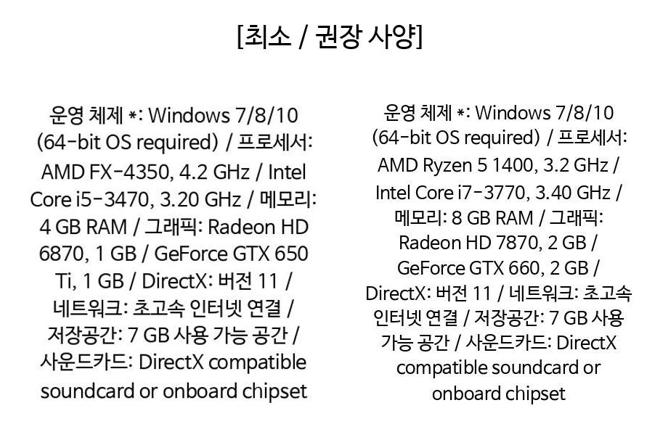 [최소 / 권장 사양]
운영 체제 *: Windows 7/8/10
(64-bit OS required) / 프로세서:
AMD FX-4350, 4.2 GHz / Intel
Core i5-3470, 3.20 GHz / 메모리:
4 GB RAM / 그래픽: Radeon HD
6870, 1 GB / GeForce GTX 650
Ti, 1 GB / DirectX: 버전 11 /
네트워크: 초고속 인터넷 연결 /
저장공간: 7 GB 사용 가능 공간 /
사운드카드: DirectX compatible
soundcard or onboard chipset
운영 체제 *: Windows 7/8/10
(64-bit OS required) / 프로세서:
AMD Ryzen 5 1400, 3.2 GHz /
Intel Core i7-3770, 3.40 GHz /
메모리: 8 GB RAM / 그래픽:
Radeon HD 7870, 2 GB /
GeForce GTX 660, 2 GB /
DirectX: 버전 11 / 네트워크: 초고속
인터넷 연결 / 저장공간: 7 GB 사용
가능 공간 / 사운드카드: DirectX
compatible soundcard or
onboard chipset